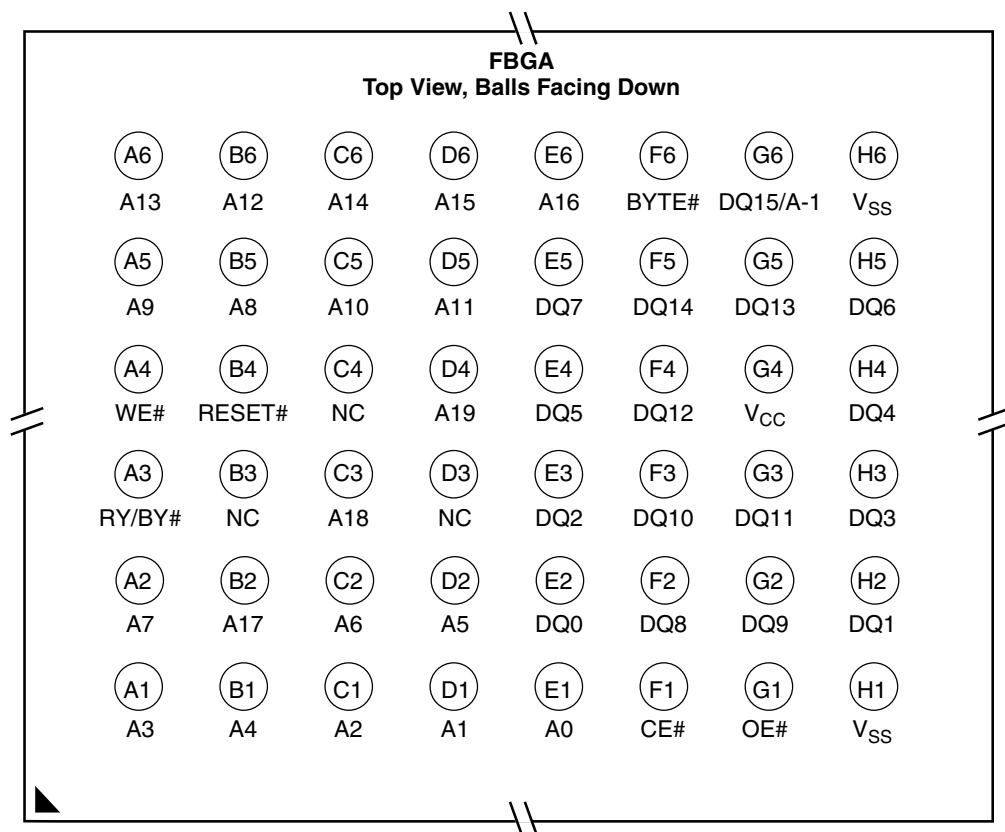 FBGA
Top View, Balls Facing Down
A6 B6 C6 D6 E6 F6 G6 H6
A13 A12 A14 A15 A16 BYTE# DQ15/A-1 VSS
A5 B5 C5 D5 E5 F5 G5 H5
A9 A8 A10 A11 DQ7 DQ14 DQ13 DQ6
A4 B4 C4 D4 E4 F4 G4 H4
WE# RESET# NC A19 DQ5 DQ12 VCC DQ4
A3 B3 C3 D3 E3 F3 G3 H3
RY/BY# NC A18 NC DQ2 DQ10 DQ11 DQ3
A2 B2 C2 D2 E2 F2 G2 H2
A7 A17 A6 A5 DQ0 DQ8 DQ9 DQ1
A1 B1 C1 D1 E1 F1 G1 H1
A3 A4 A2 A1 A0 CE# OE# VSS